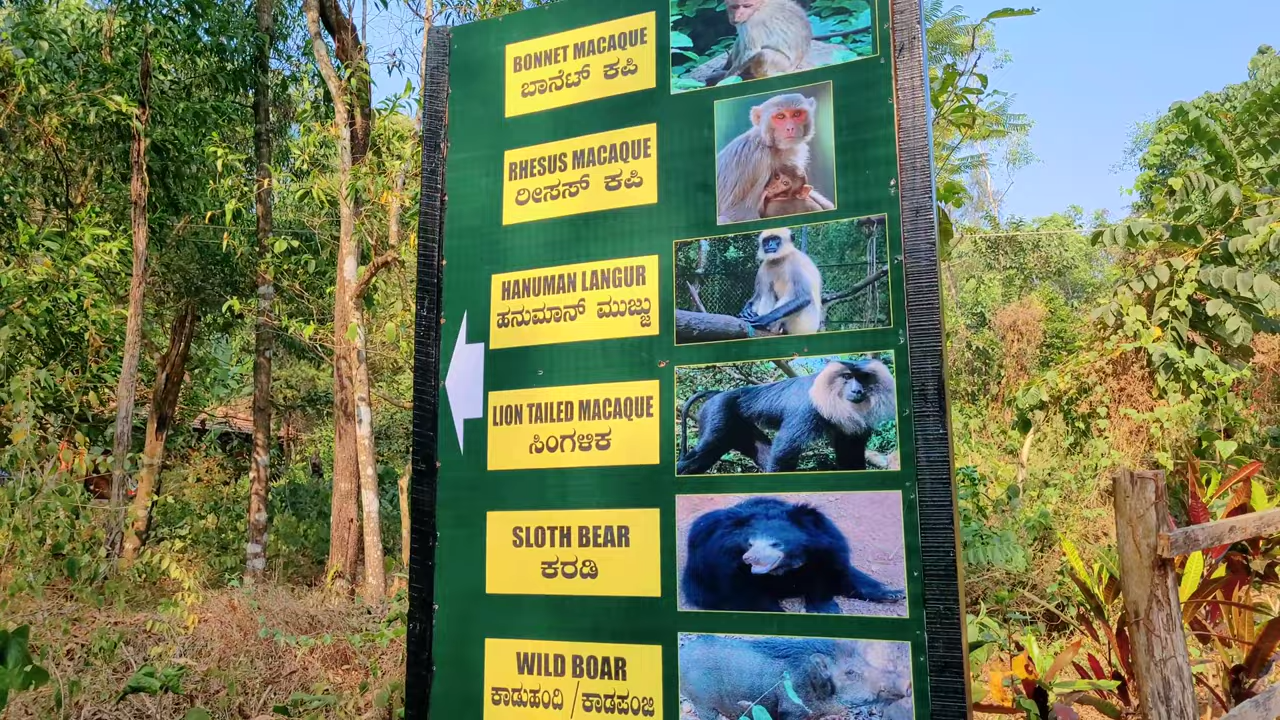 BONNET MACAQUE
ಬಾನೆಟ್ ಕಪಿ
RHESUS MACAQUE
ರೀಸಸ್ ಕಪಿ
HANUMAN LANGUR
ಹನುಮಾನ್ ಮುಜ್ಜು
LION TAILED MACAQUE
ಸಿಂಗಳಿಕ
SLOTH BEAR
ಕರಡಿ
WILD BOAR
ಕಾಡುಹಂದಿ / ಕಾಡಪಂಜಿ